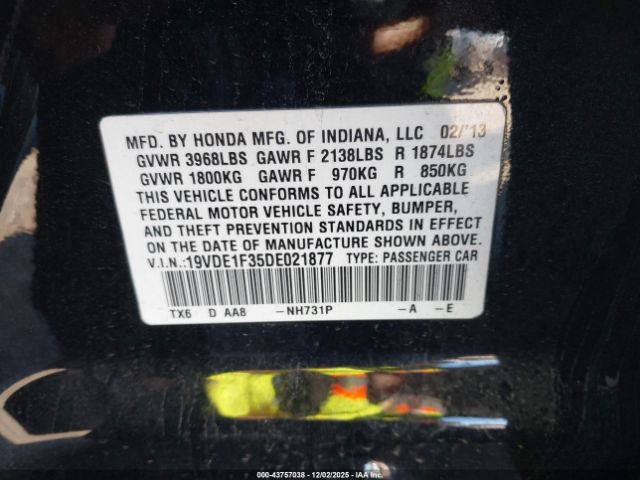 MFD. BY HONDA MFG. OF INDIANA, LLC 02/'13
GVWR 3968LBS GAWR F 2138LBS R 1874LBS
GVWR 1800KG GAWR F 970KG R 850KG
THIS VEHICLE CONFORMS TO ALL APPLICABLE
FEDERAL MOTOR VEHICLE SAFETY, BUMPER,
AND THEFT PREVENTION STANDARDS IN EFFECT
ON THE DATE OF MANUFACTURE SHOWN ABOVE.
V.I.N.:19VDE1F35DE021877 TYPE: PASSENGER CAR
TX6 D AA8 -NH731P -A -E
000-43757038 - 12/02/2025 - IAAI.COM